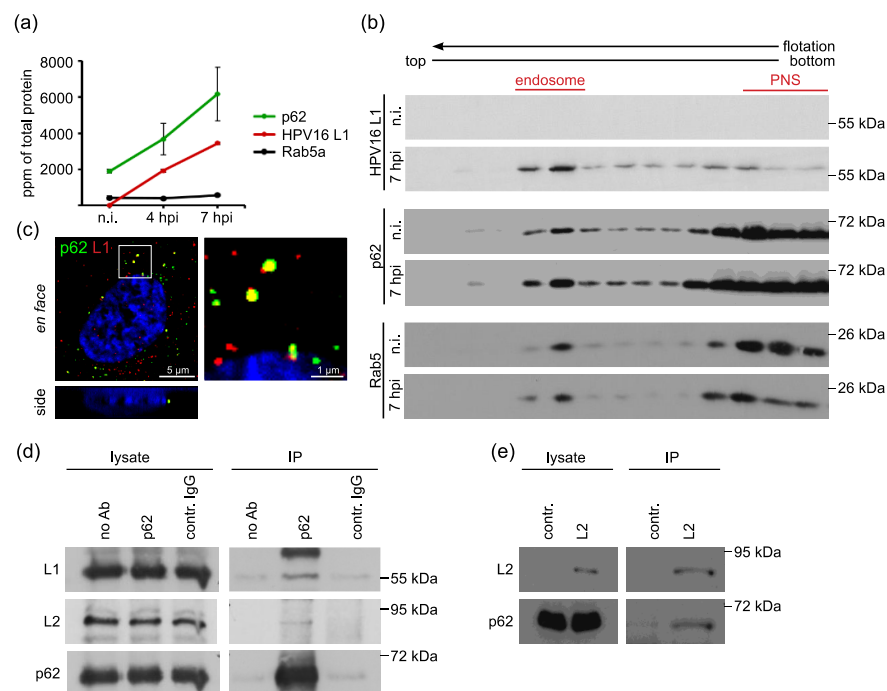 (a)
8000
6000
4000
2000
ppm of total protein
n.i. 4 hpi 7 hpi
p62
HPV16 L1
Rab5a
(b)
flotation
top bottom
endosome PNS
HPV16 L1
n.i.
55 kDa
7 hpi
55 kDa
p62
n.i.
72 kDa
7 hpi
72 kDa
Rab5
n.i.
26 kDa
7 hpi
26 kDa
(c)
p62 L1
en face
5 µm
1 µm
side
(d)
lysate IP
no Ab p62 contr. IgG no Ab p62 contr. IgG
L1 55 kDa
L2 95 kDa
p62 72 kDa
(e)
lysate IP
contr. L2 contr. L2
L2 95 kDa
p62 72 kDa